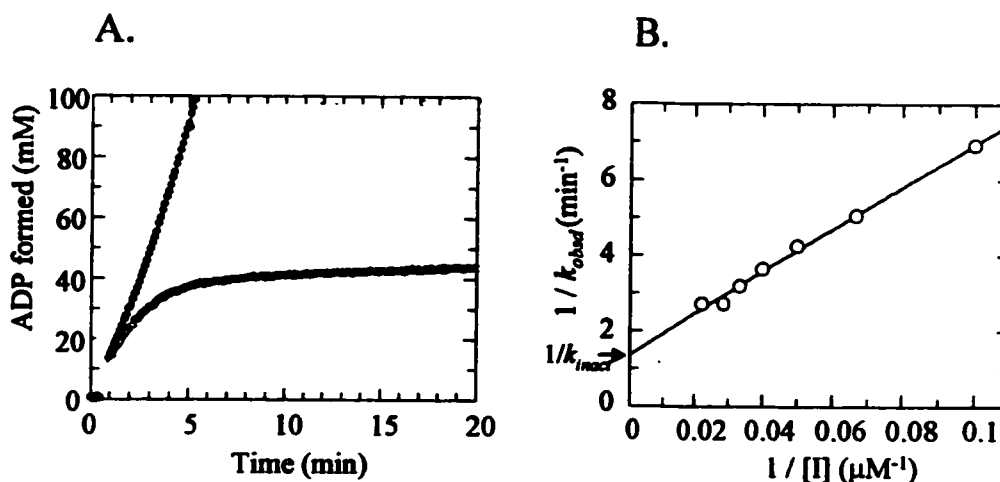 A.
ADP formed (mM)
100
80
60
40
20
0
0 5 10 15 20
Time (min)
B.
1 / k obsd (min-1)
8
6
4
2
0
1/k inact
0 0.02 0.04 0.06 0.08 0.1
1 / [I] (μM-1)